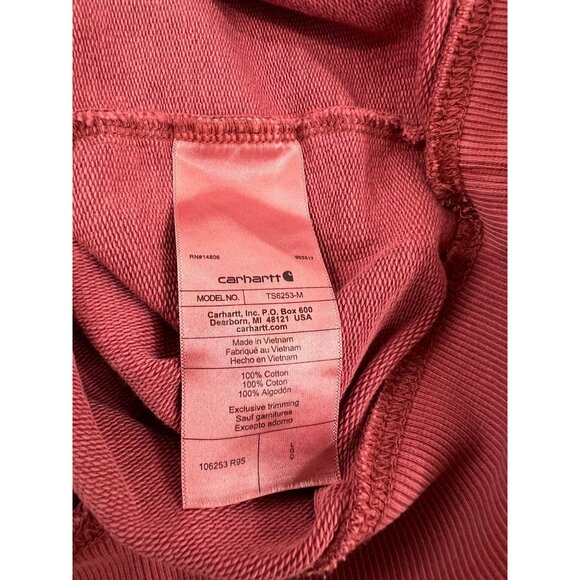 RN#14806
carhartt
MODEL NO. TS6253-M
Carhartt, Inc. P.O. Box 600
Dearborn, MI 48121 USA
carhartt.com
Made in Vietnam
Fabriqué au Vietnam
Hecho en Vietnam
100% Cotton
100% Coton
100% Algodón
Exclusive trimming
Sauf garnitures
Excepto adorno
106253 R95